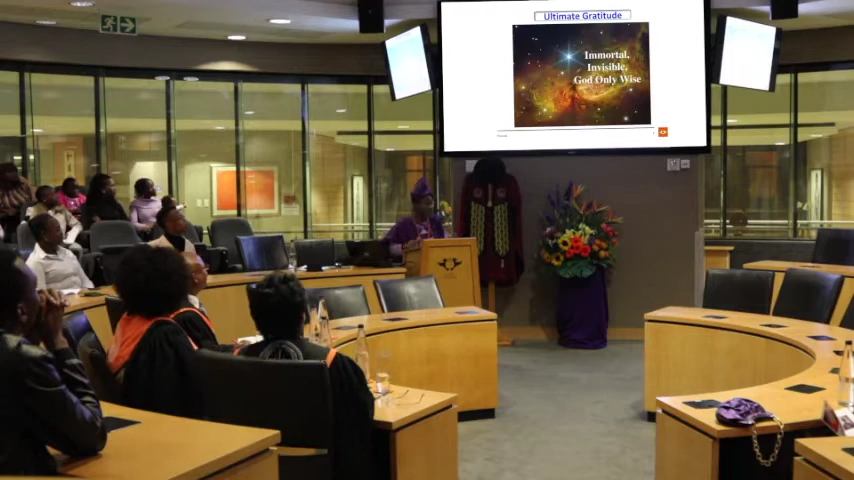 Ultimate Gratitude
Immortal,
Invisible,
God Only Wise